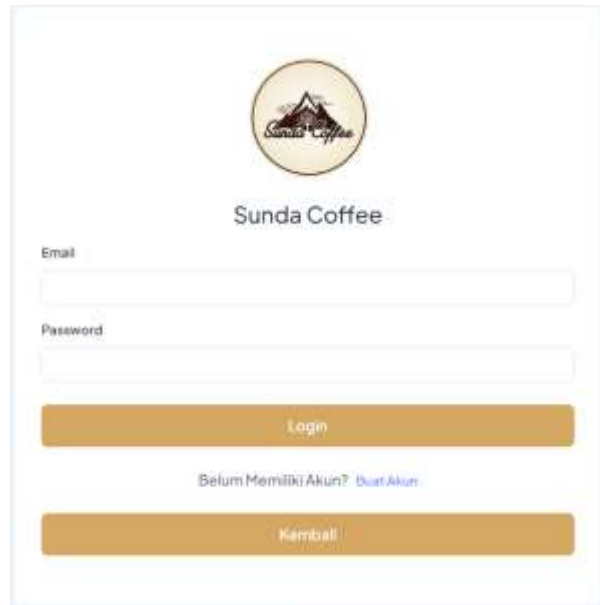 Sunda Coffee
Sunda Coffee
Email
Password
Login
Belum Memiliki Akun? Buat Akun
Kembali